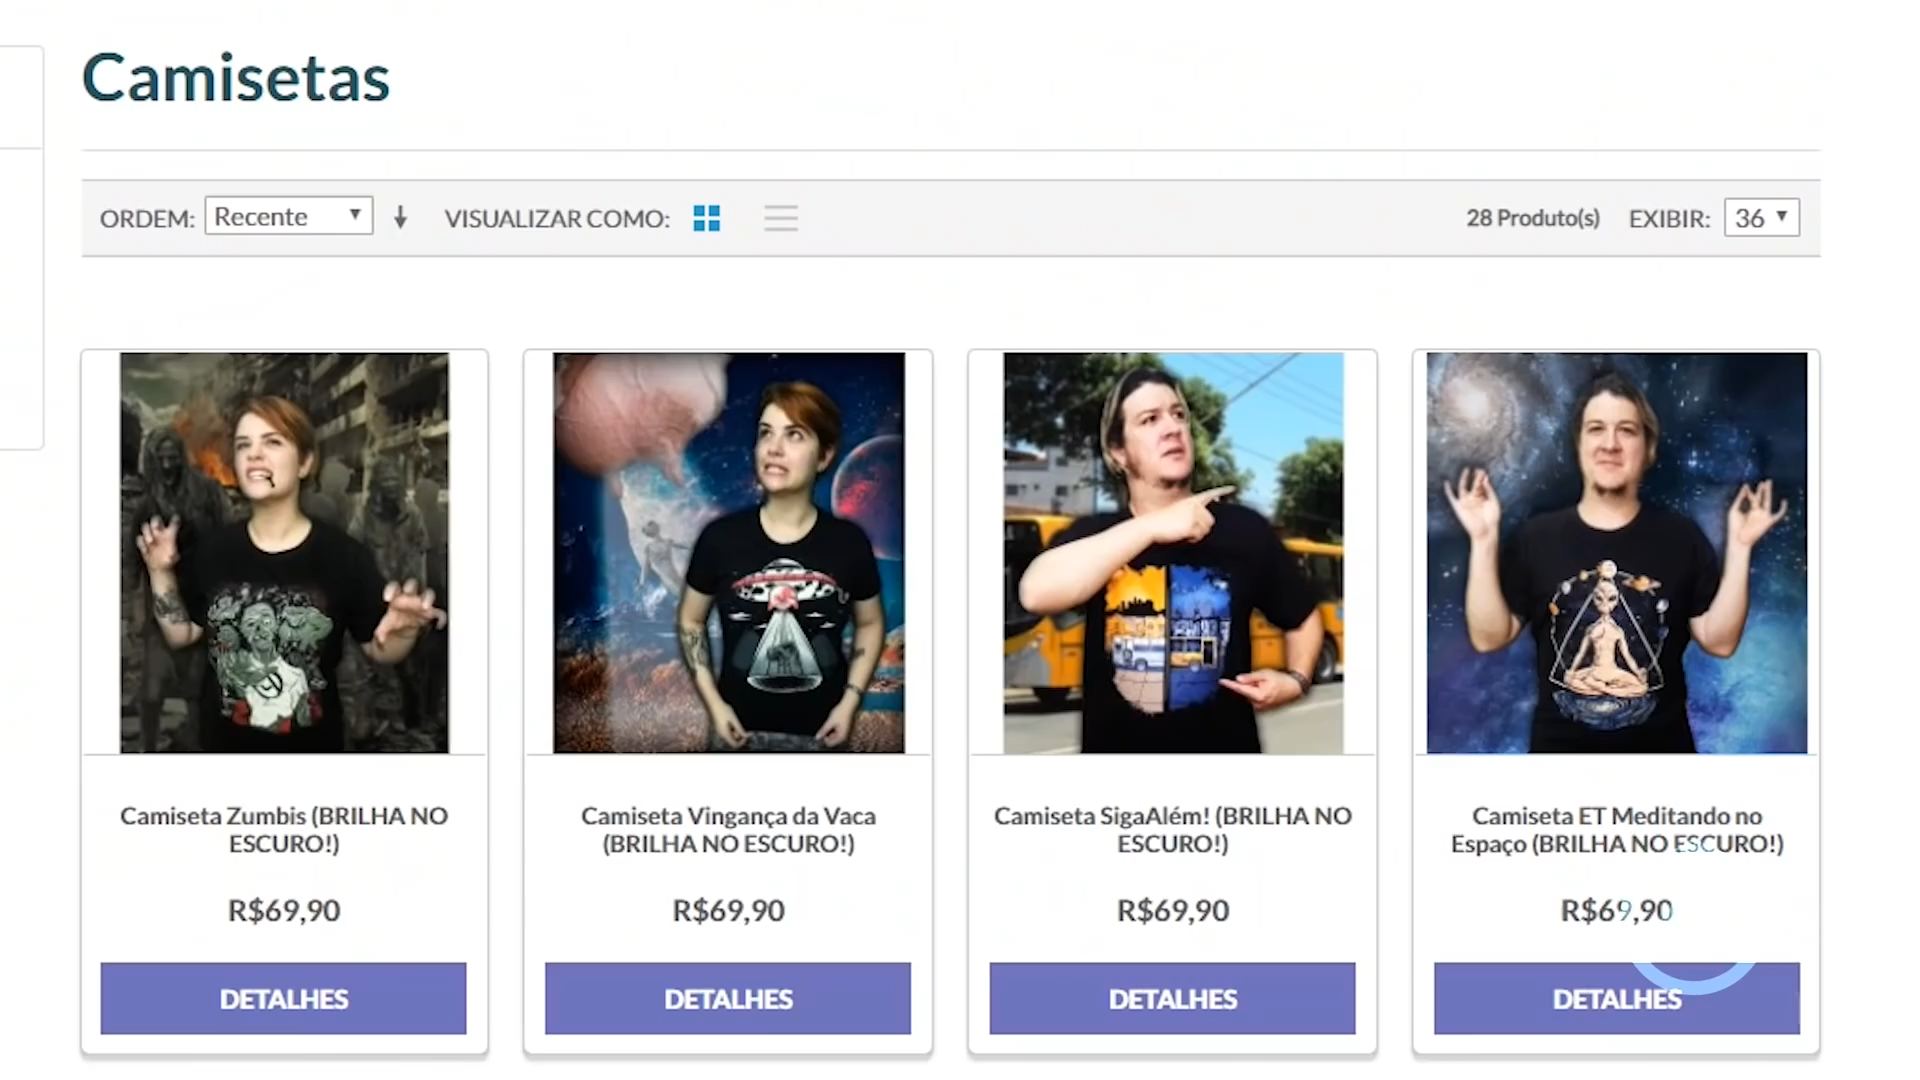 Camisetas
ORDEM: Recente VISUALIZAR COMO: 28 Produto(s) EXIBIR: 36
Camiseta Zumbis (BRILHA NO
ESCURO!)
R$69,90
DETALHES
Camiseta Vingança da Vaca
(BRILHA NO ESCURO!)
R$69,90
DETALHES
Camiseta SigaAlém! (BRILHA NO
ESCURO!)
R$69,90
DETALHES
Camiseta ET Meditando no
Espaço (BRILHA NO ESCURO!)
R$69,90
DETALHES